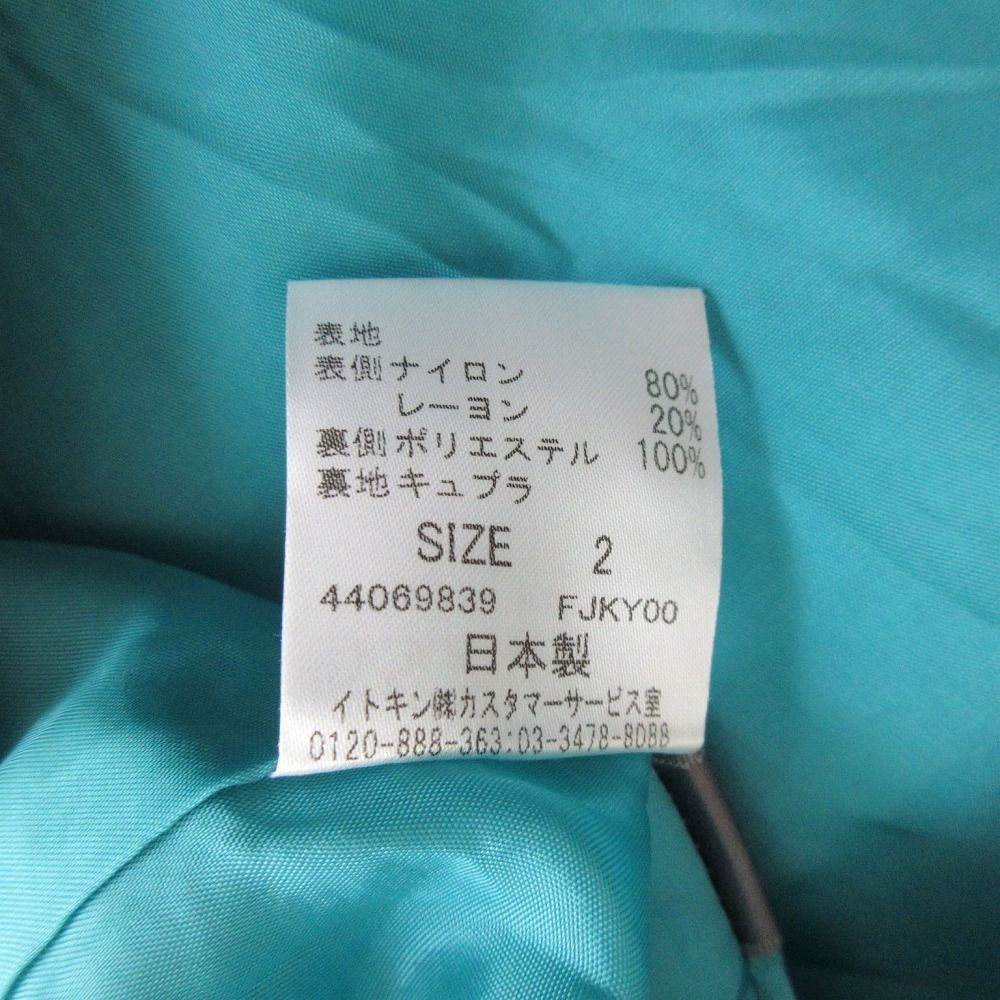 表地
表側ナイロン 80%
レーヨン 20%
裏側ポリエステル 100%
裏地キュプラ
SIZE 2
44069839 FJKY00
日本製
イトキン㈱カスタマーサービス室
0120-888-363:03-3478-8088